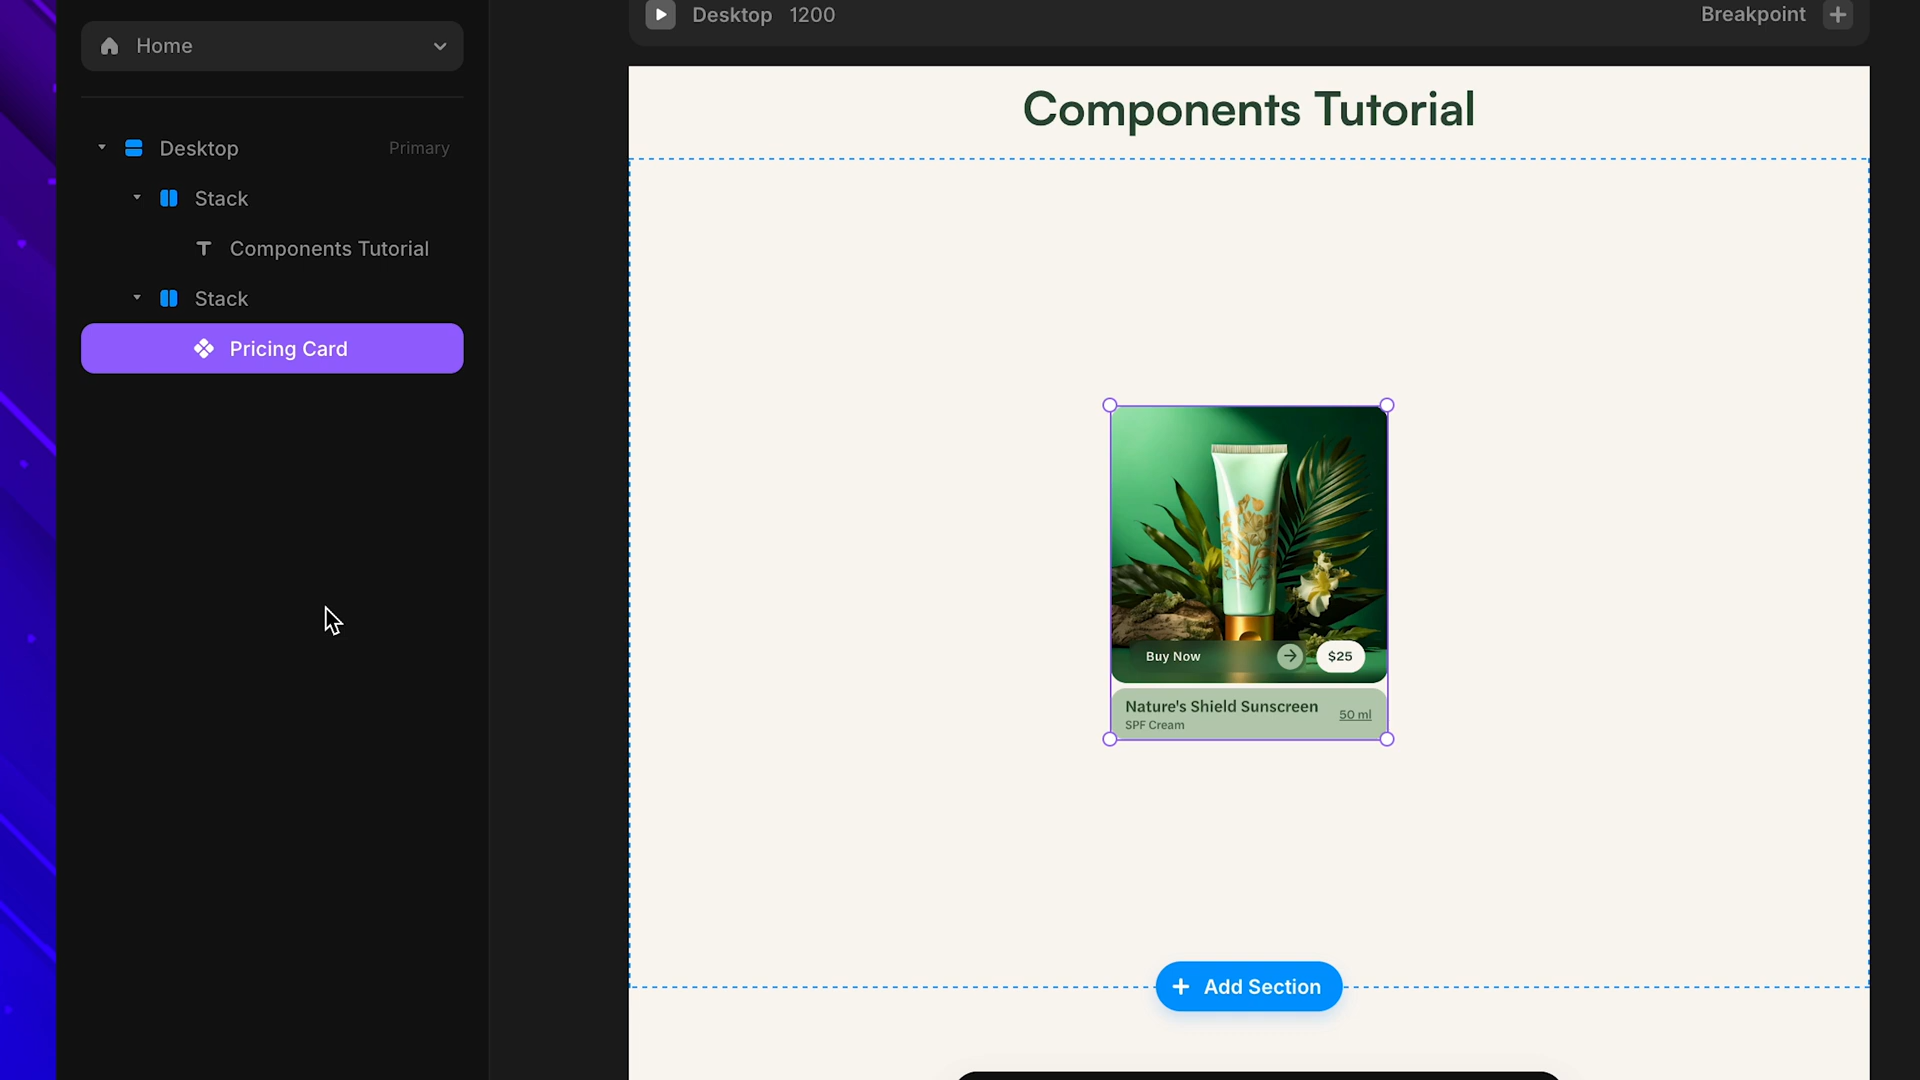 Home
Desktop Primary
Stack
Components Tutorial
Stack
Pricing Card
Desktop 1200
Breakpoint
Components Tutorial
Buy Now
$25
Nature's Shield Sunscreen
SPF Cream
50 ml
Add Section